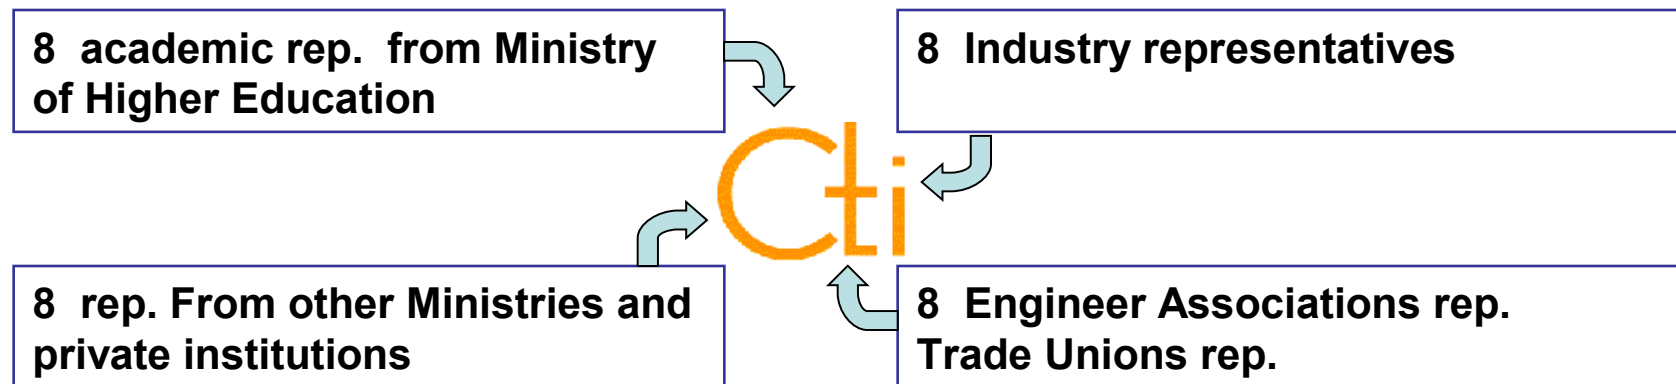 8 academic rep. from Ministry
of Higher Education
8 Industry representatives
Cti
8 rep. From other Ministries and
private institutions
8 Engineer Associations rep.
Trade Unions rep.